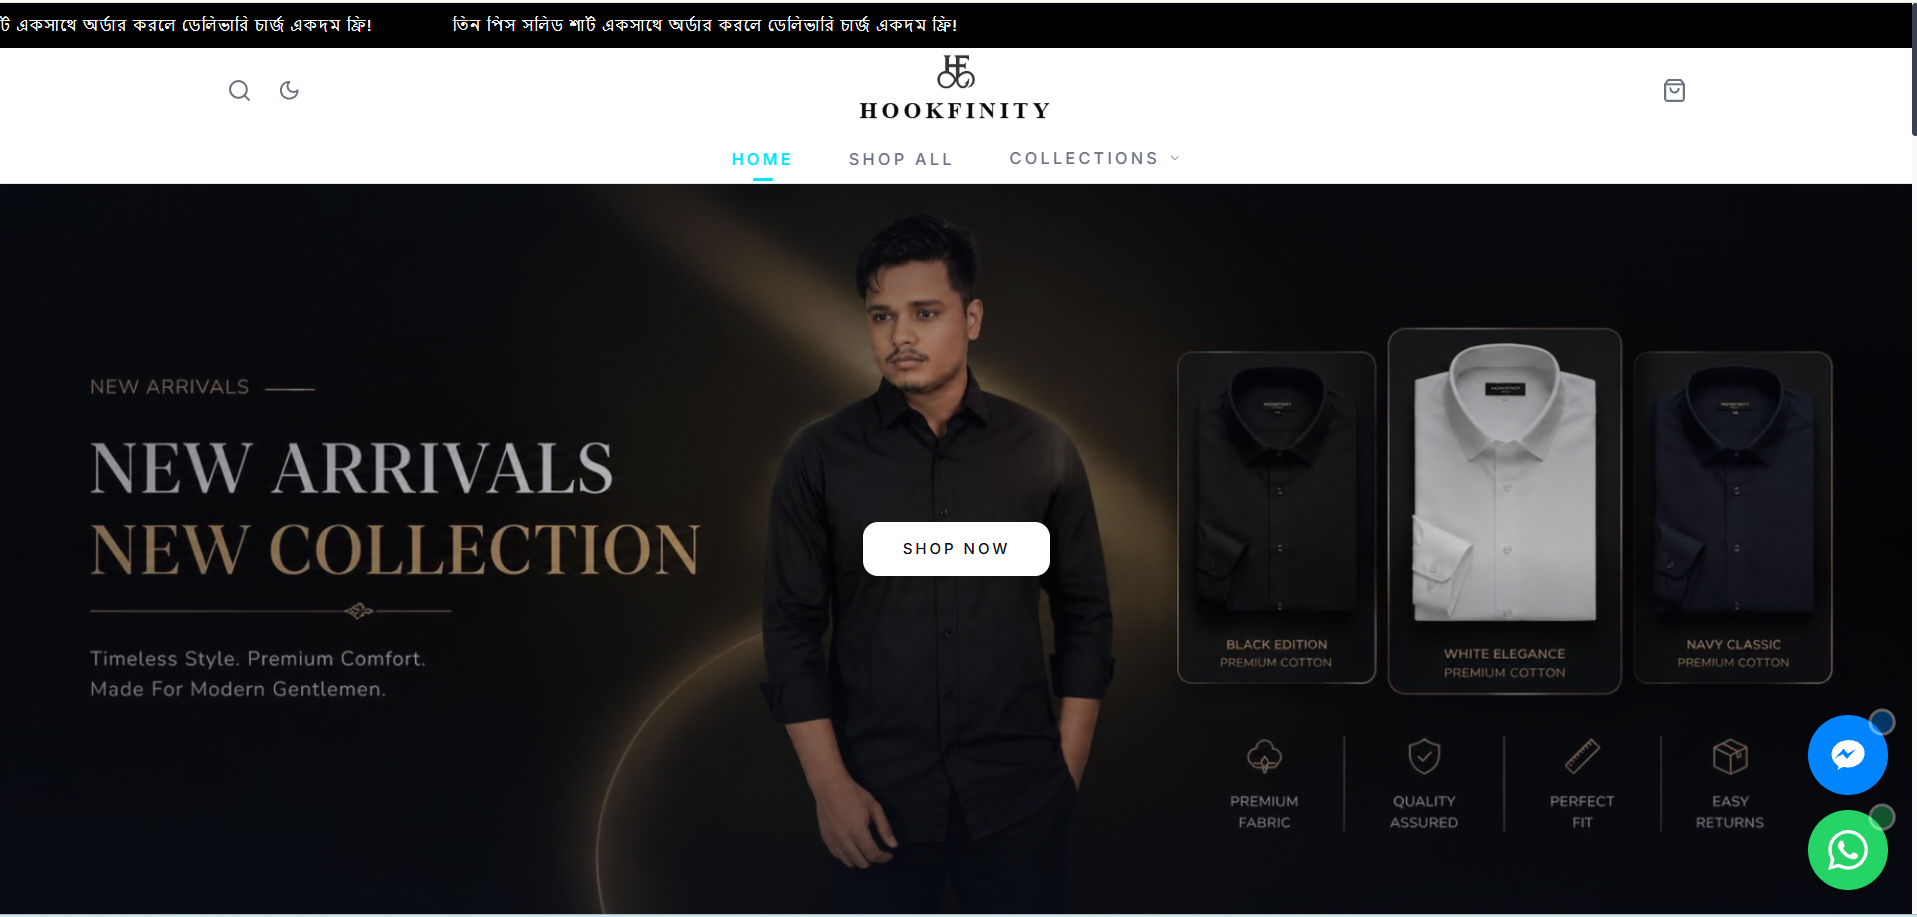 র্ট একসাথে অর্ডার করলে ডেলিভারি চার্জ একদম ফ্রি! তিন পিস সলিড শার্ট একসাথে অর্ডার করলে ডেলিভারি চার্জ একদম ফ্রি!
HF
HOOKFINITY
HOME SHOP ALL COLLECTIONS
NEW ARRIVALS
NEW ARRIVALS
NEW COLLECTION
Timeless Style. Premium Comfort.
Made For Modern Gentlemen.
SHOP NOW
BLACK EDITION
PREMIUM COTTON
WHITE ELEGANCE
PREMIUM COTTON
NAVY CLASSIC
PREMIUM COTTON
PREMIUM
FABRIC
QUALITY
ASSURED
PERFECT
FIT
EASY
RETURNS